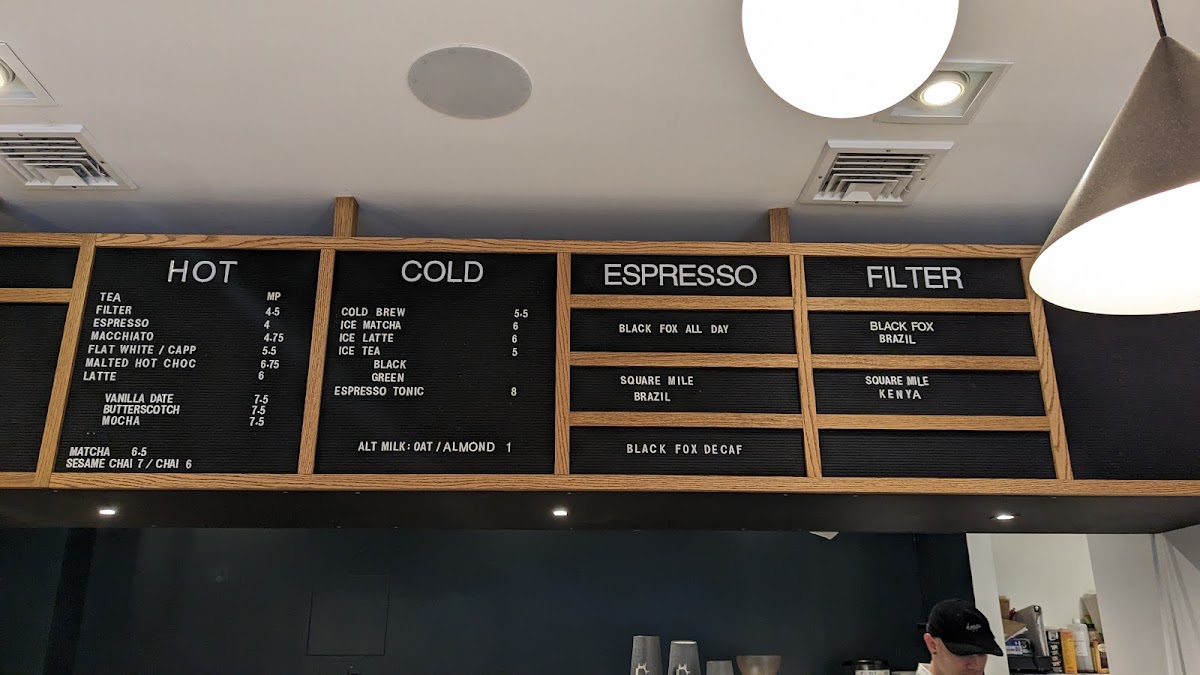 HOT
TEA MP
FILTER 4.5
ESPRESSO 4
MACCHIATO 4.75
FLAT WHITE / CAPP 5.5
MALTED HOT CHOC 6.75
LATTE 6
VANILLA DATE 7.5
BUTTERSCOTCH 7.5
MOCHA 7.5
MATCHA 6.5
SESAME CHAI 7 / CHAI 6
COLD
COLD BREW 5.5
ICE MATCHA 6
ICE LATTE 6
ICE TEA 5
BLACK
GREEN
ESPRESSO TONIC 8
ALT MILK: OAT / ALMOND 1
ESPRESSO
BLACK FOX ALL DAY
SQUARE MILE
BRAZIL
BLACK FOX DECAF
FILTER
BLACK FOX
BRAZIL
SQUARE MILE
KENYA